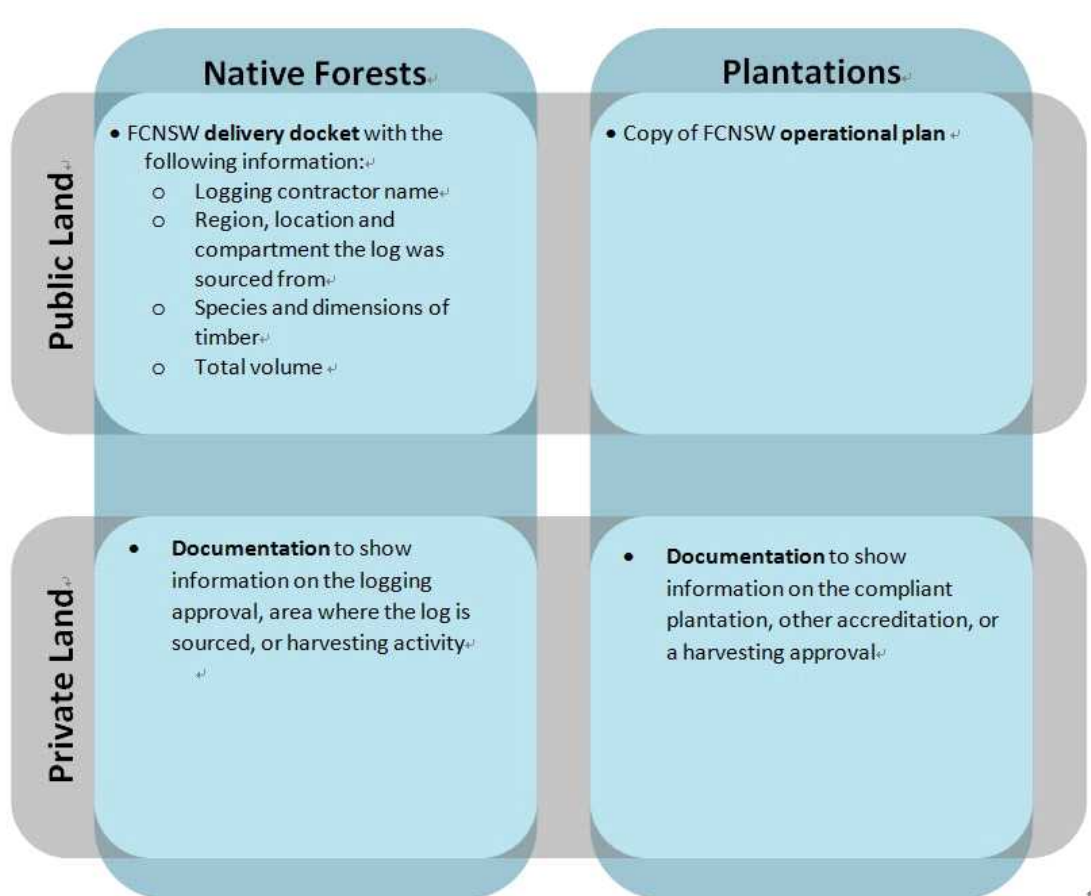 Native Forests
Plantations
Public Land
• FCNSW delivery docket with the
following information:
o Logging contractor name
o Region, location and
compartment the log was
sourced from
o Species and dimensions of
timber
o Total volume
• Copy of FCNSW operational plan
Private Land
• Documentation to show
information on the logging
approval, area where the log is
sourced, or harvesting activity
• Documentation to show
information on the compliant
plantation, other accreditation, or
a harvesting approval